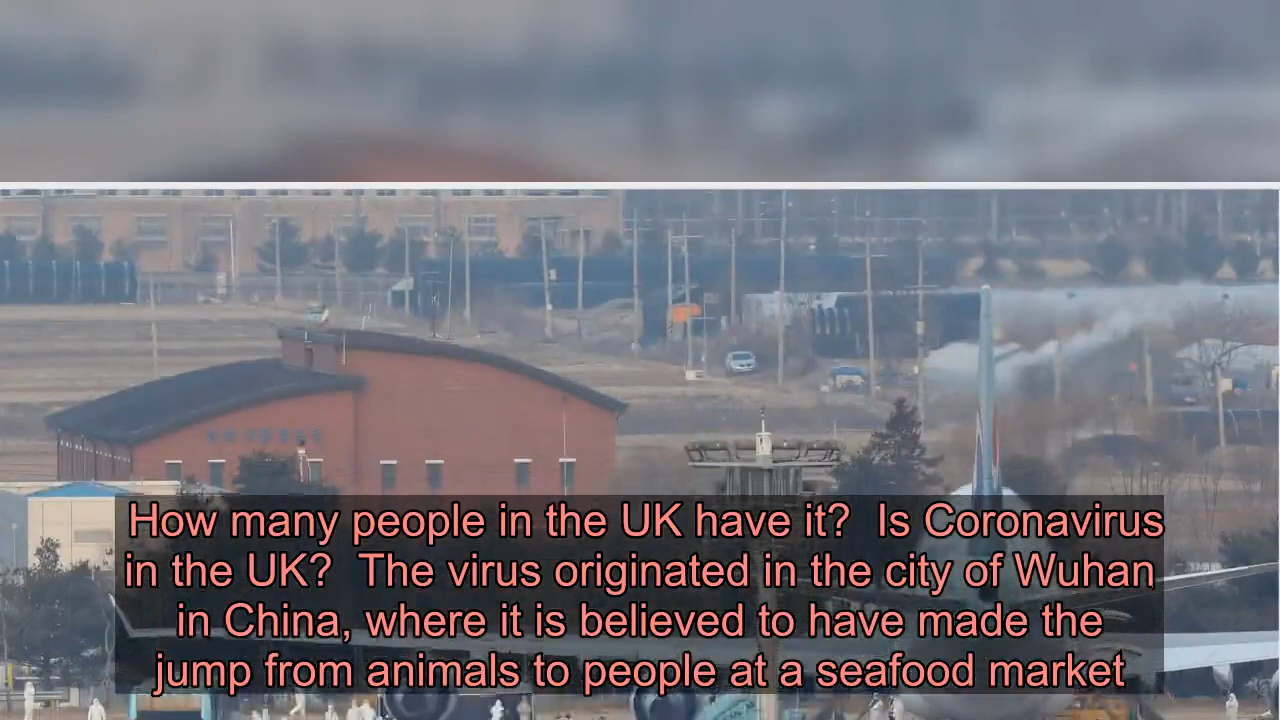 How many people in the UK have it?  Is Coronavirus
in the UK?  The virus originated in the city of Wuhan
in China, where it is believed to have made the
jump from animals to people at a seafood market